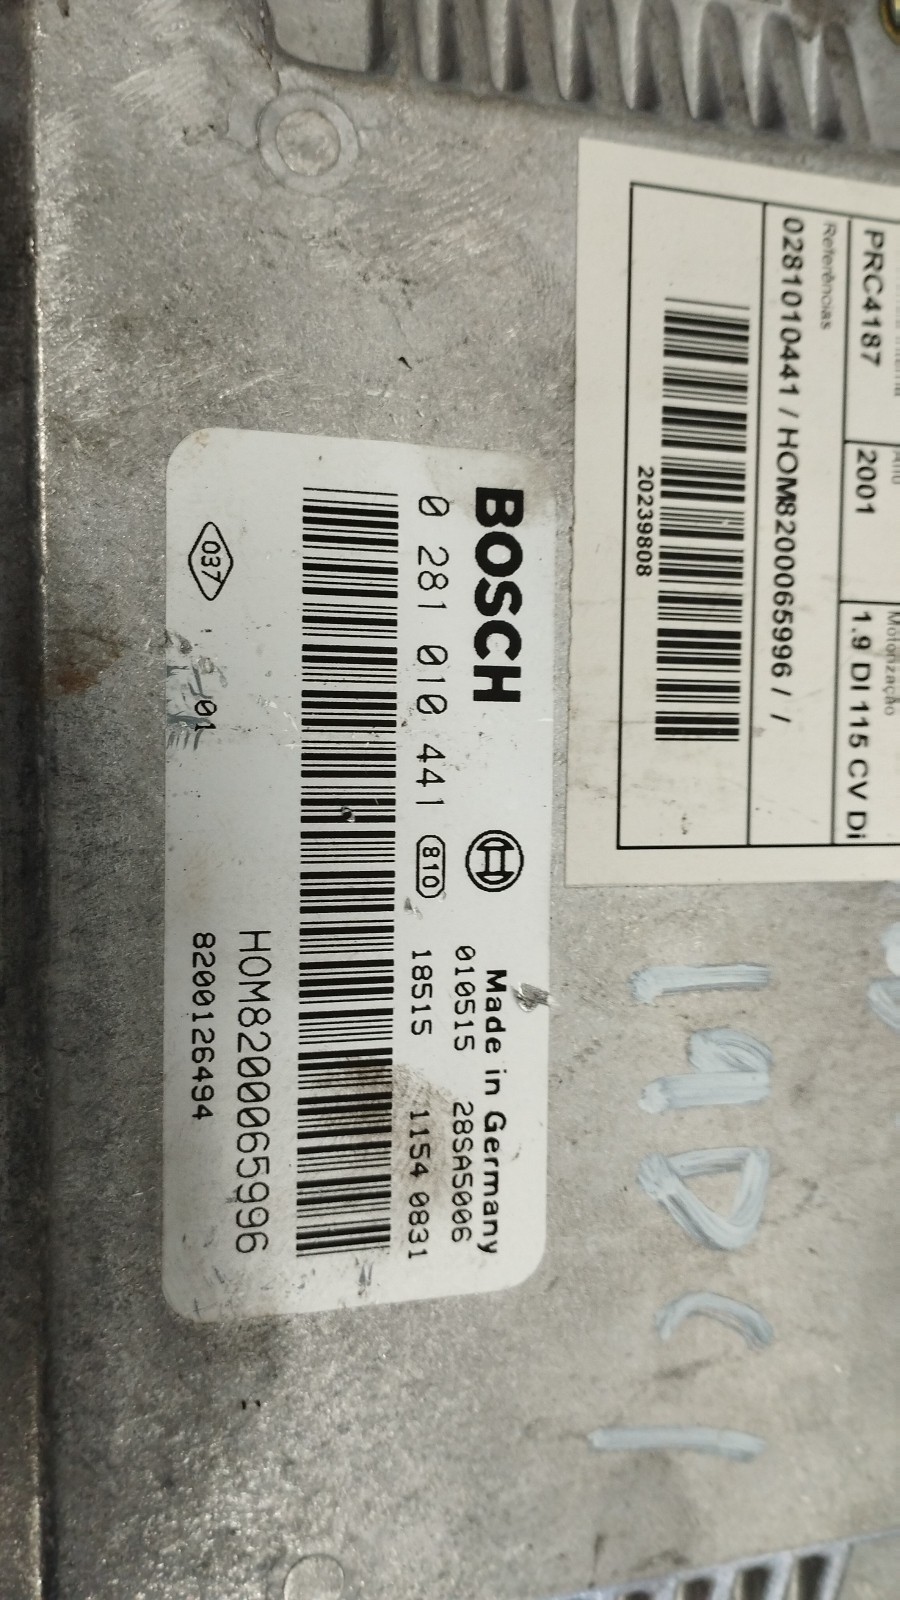 PRC4187
2001
1.9 DI 115 CV Di
Referências
0281010441 / HOM8200065996 / /
20239808
BOSCH
Made in Germany
0 281 010 441
810
010515
28SA5006
18515
1154 0831
HOM8200065996
037
01
8200126494
19DCI